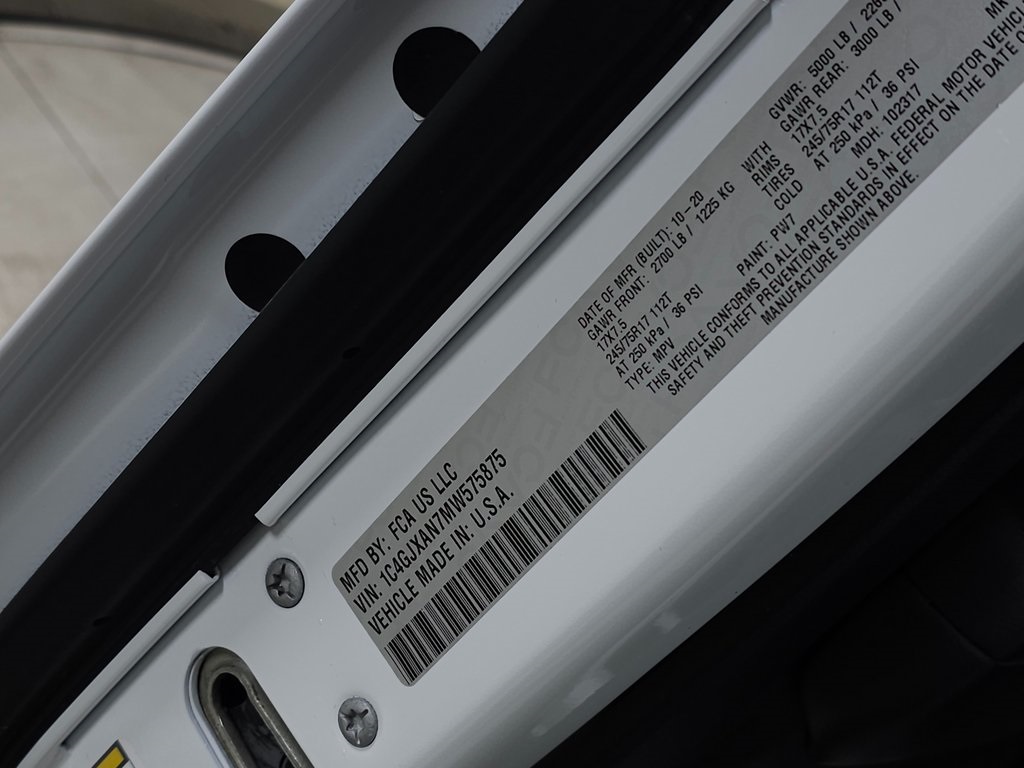 MFD BY: FCA US LLC
VIN: 1C4GJXAN7MW575875
VEHICLE MADE IN: U.S.A.
DATE OF MFR (BUILT): 10-20
GAWR FRONT: 2700 LB / 1225 KG WITH
7X7.5 RIMS
245/75R17 112T TIRES
AT 250 kPa / 36 PSI COLD
TYPE: MPV PAINT: PW7
GVWR: 5000 LB /
GAWR REAR: 3000 LB /
7X7.5
245/75R17 112T
AT 250 kPa / 36 PSI
MDH: 102317
THIS VEHICLE CONFORMS TO ALL APPLICABLE U.S.A. FEDERAL MOTOR
SAFETY AND THEFT PREVENTION STANDARDS IN EFFECT ON THE DATE
MANUFACTURE SHOWN ABOVE.